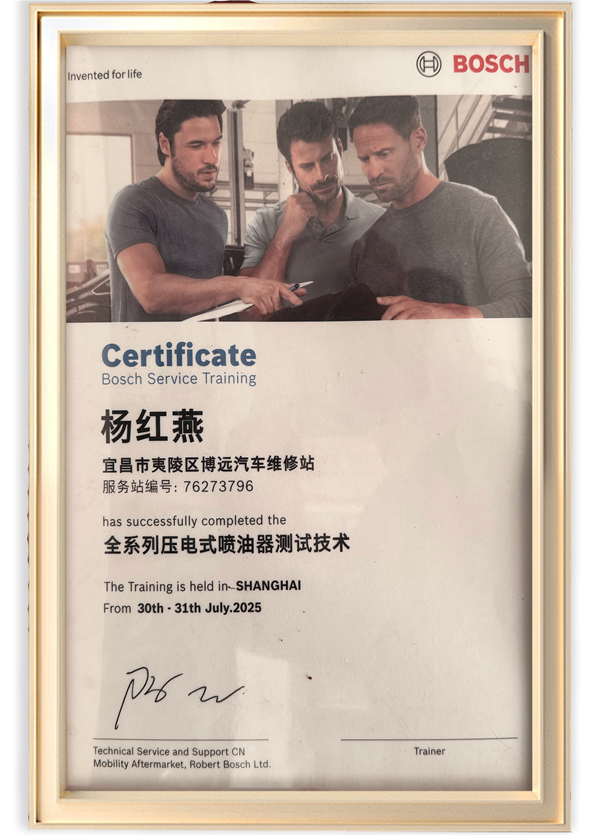 Invented for life
BOSCH
Certificate
Bosch Service Training
杨红燕
宜昌市夷陵区博远汽车维修站
服务站编号: 76273796
has successfully completed the
全系列压电式喷油器测试技术
The Training is held in SHANGHAI
From 30th - 31th July.2025
Technical Service and Support CN
Mobility Aftermarket, Robert Bosch Ltd.
Trainer